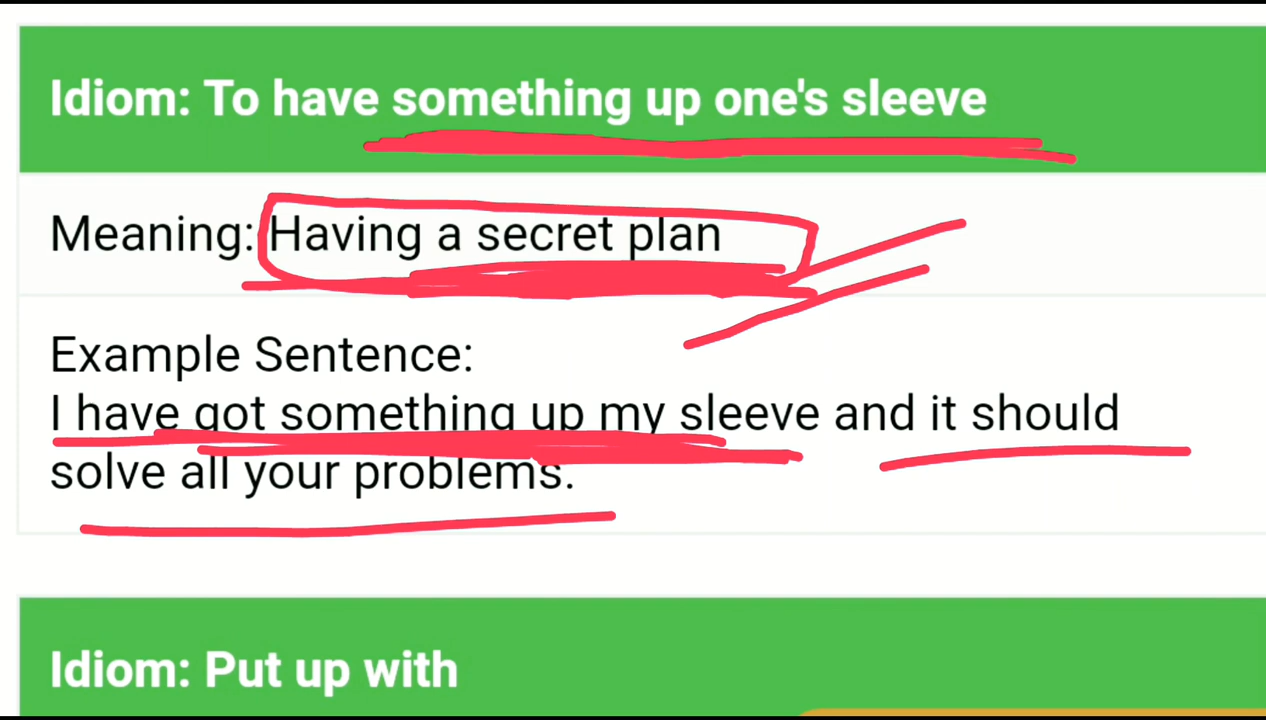 Idiom: To have something up one's sleeve
Meaning: Having a secret plan
Example Sentence:
I have got something up my sleeve and it should
solve all your problems.
Idiom: Put up with